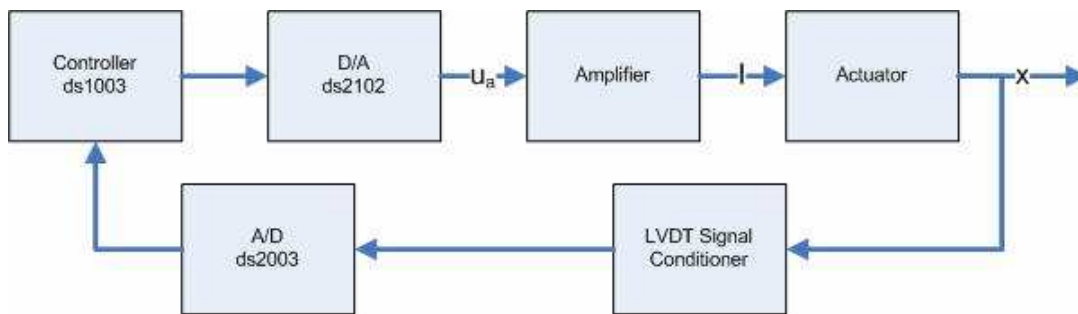 Controller
ds1003
D/A
ds2102
uₐ
Amplifier
I
Actuator
x
A/D
ds2003
LVDT Signal
Conditioner